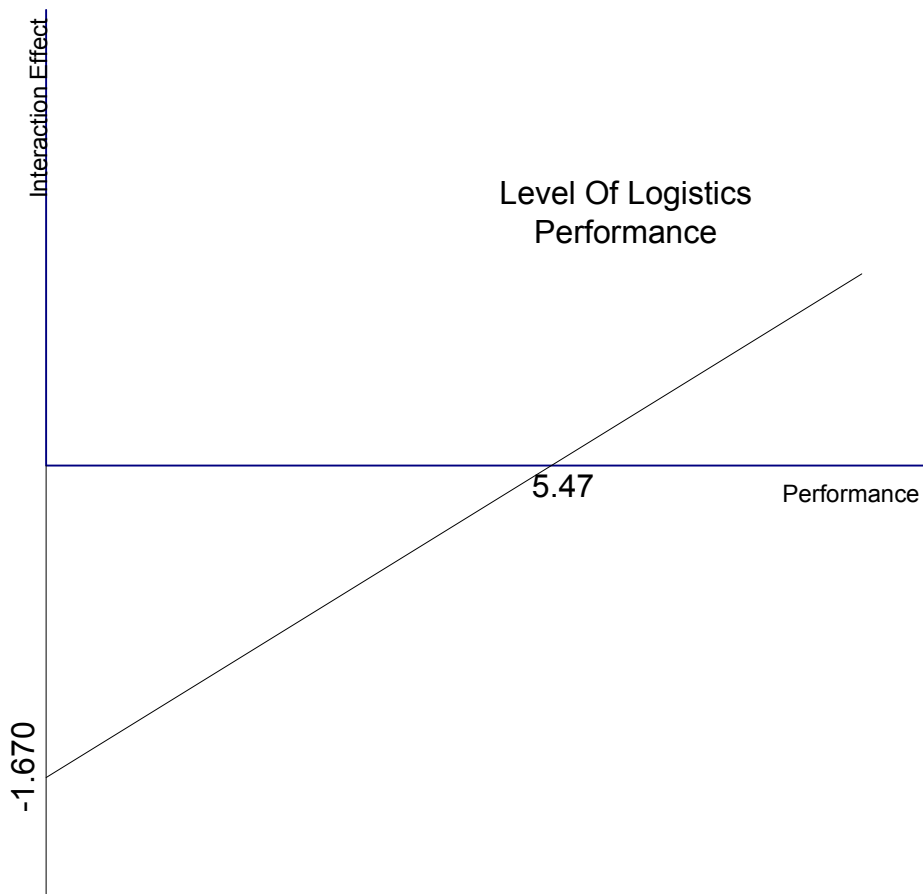 Interaction Effect
Level Of Logistics
Performance
5.47
Performance
-1.670